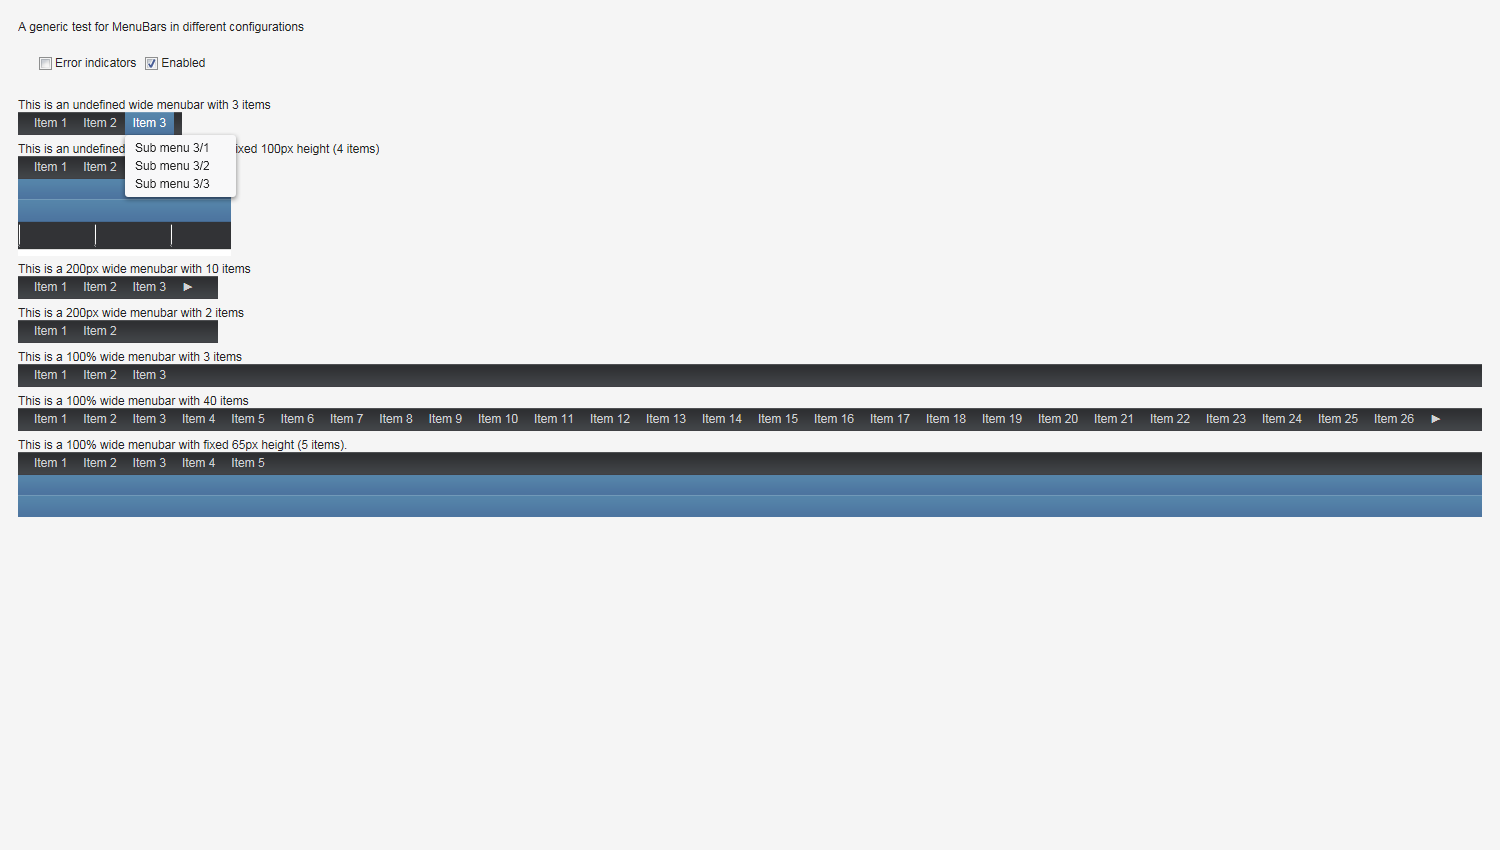 A generic test for MenuBars in different configurations
Error indicators Enabled
This is an undefined wide menubar with 3 items
Item 1 Item 2 Item 3
Sub menu 3/1
Sub menu 3/2
Sub menu 3/3
This is an undefined ixed 100px height (4 items)
Item 1 Item 2
This is a 200px wide menubar with 10 items
Item 1 Item 2 Item 3 ►
This is a 200px wide menubar with 2 items
Item 1 Item 2
This is a 100% wide menubar with 3 items
Item 1 Item 2 Item 3
This is a 100% wide menubar with 40 items
Item 1 Item 2 Item 3 Item 4 Item 5 Item 6 Item 7 Item 8 Item 9 Item 10 Item 11 Item 12 Item 13 Item 14 Item 15 Item 16 Item 17 Item 18 Item 19 Item 20 Item 21 Item 22 Item 23 Item 24 Item 25 Item 26 ►
This is a 100% wide menubar with fixed 65px height (5 items).
Item 1 Item 2 Item 3 Item 4 Item 5